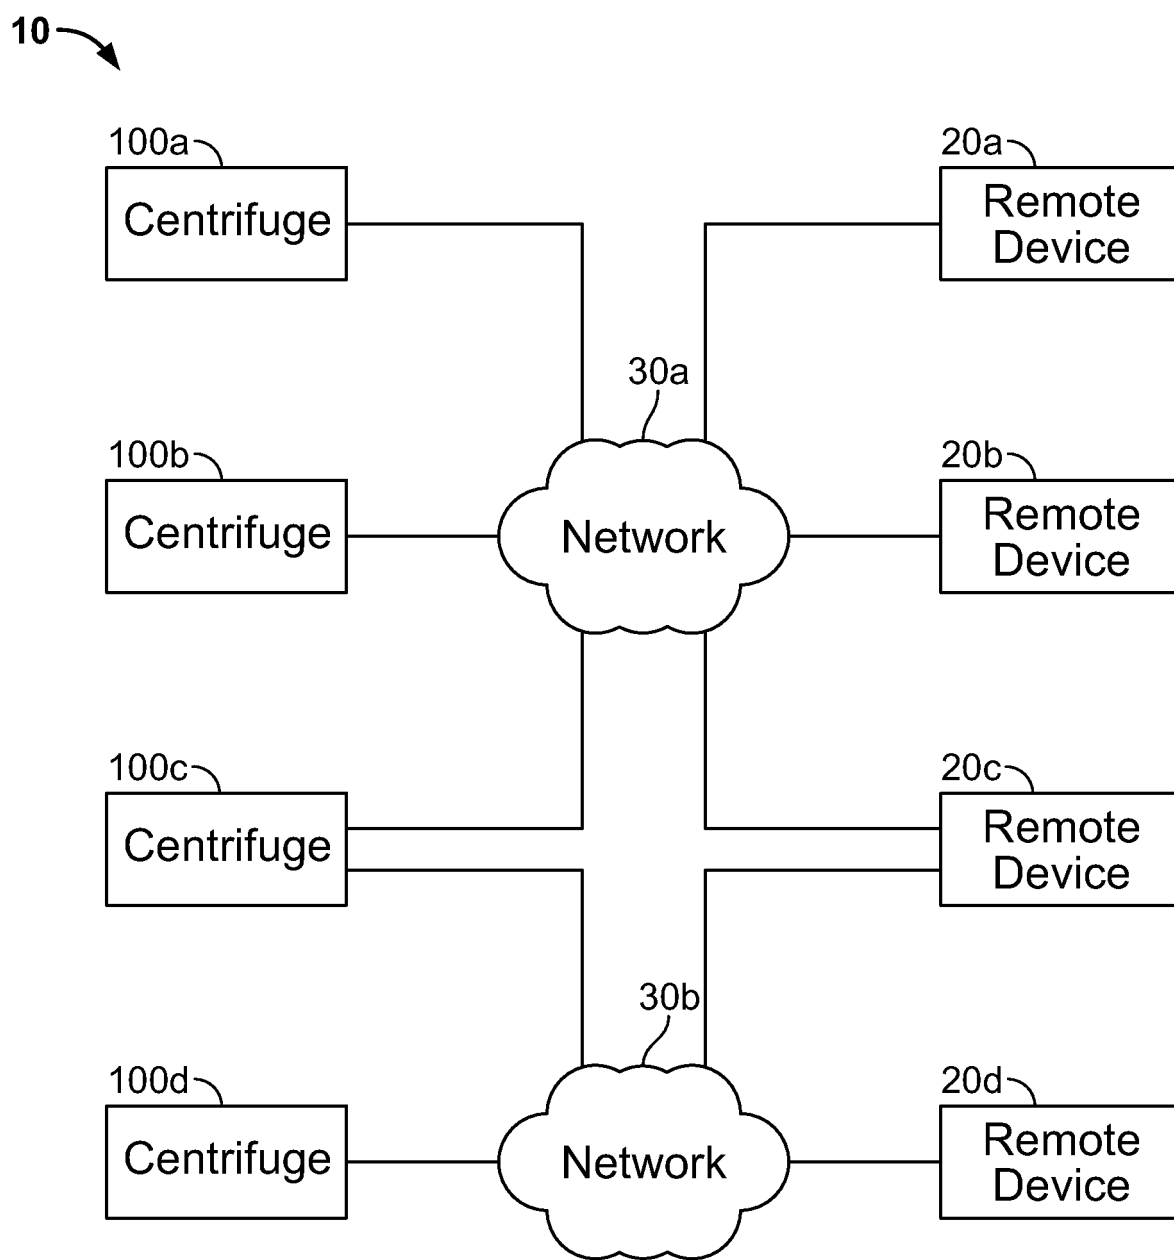 10
100a
20a
Centrifuge
Remote
Device
30a
100b
20b
Centrifuge
Network
Remote
Device
100c
20c
Centrifuge
Remote
Device
30b
100d
20d
Centrifuge
Network
Remote
Device